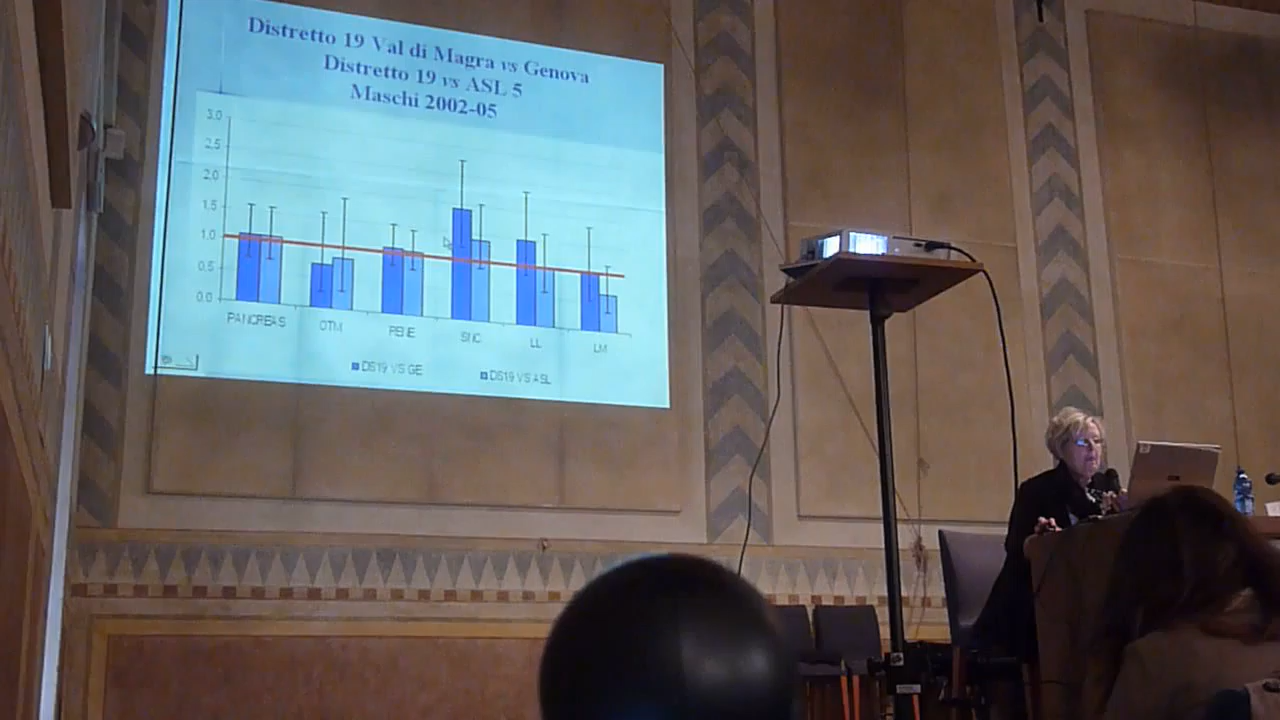 Distretto 19 Val di Magra vs Genova
Distretto 19 vs ASL 5
Maschi 2002-05
3.0
2.5
2.0
1.5
1.0
0.5
0.0
PANCREAS OTM RENE SNC LL LM
DS19 VS GE DS19 VS ASL